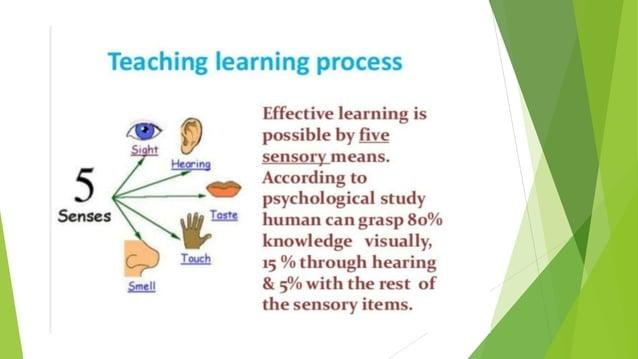 Teaching learning process
5
Senses
Sight
Hearing
Taste
Touch
Smell
Effective learning is
possible by five
sensory means.
According to
psychological study
human can grasp 80%
knowledge visually,
15 % through hearing
& 5% with the rest of
the sensory items.